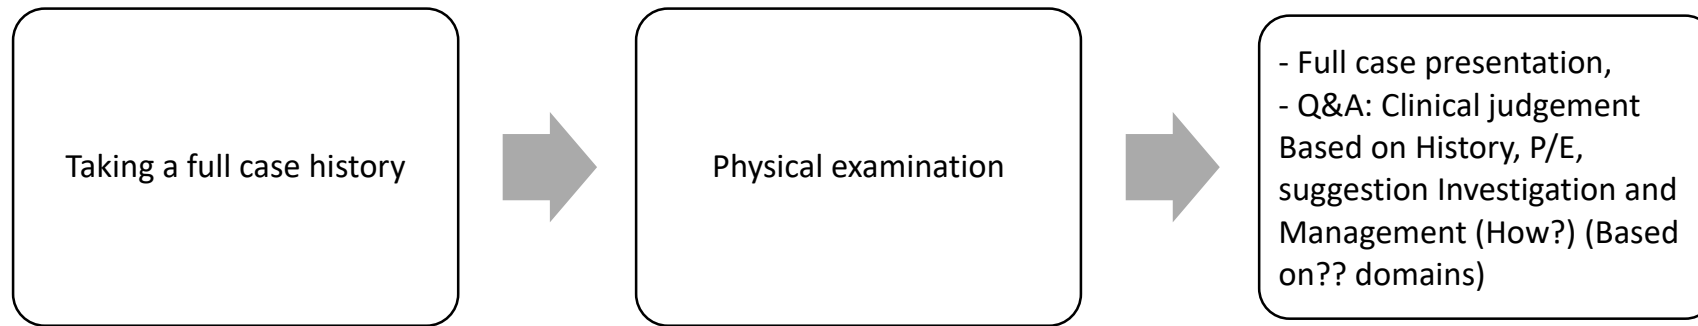 Taking a full case history
Physical examination
- Full case presentation,
- Q&A: Clinical judgement
Based on History, P/E,
suggestion Investigation and
Management (How?) (Based
on?? domains)